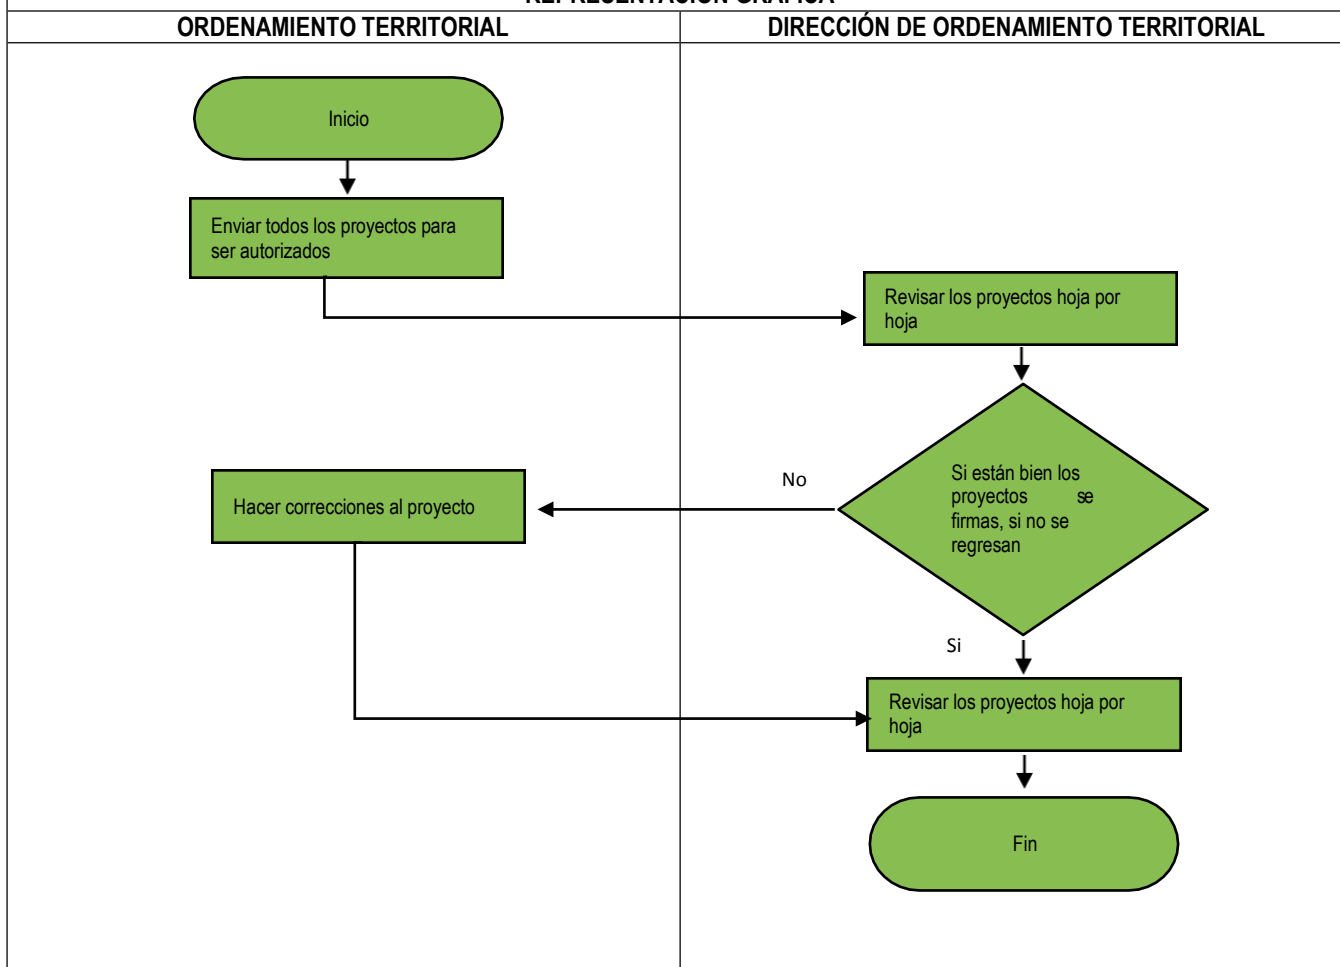 ORDENAMIENTO TERRITORIAL
DIRECCIÓN DE ORDENAMIENTO TERRITORIAL
Inicio
Enviar todos los proyectos para
ser autorizados
Revisar los proyectos hoja por
hoja
Si están bien los
proyectos se
firmas, si no se
regresan
No
Hacer correcciones al proyecto
Si
Revisar los proyectos hoja por
hoja
Fin